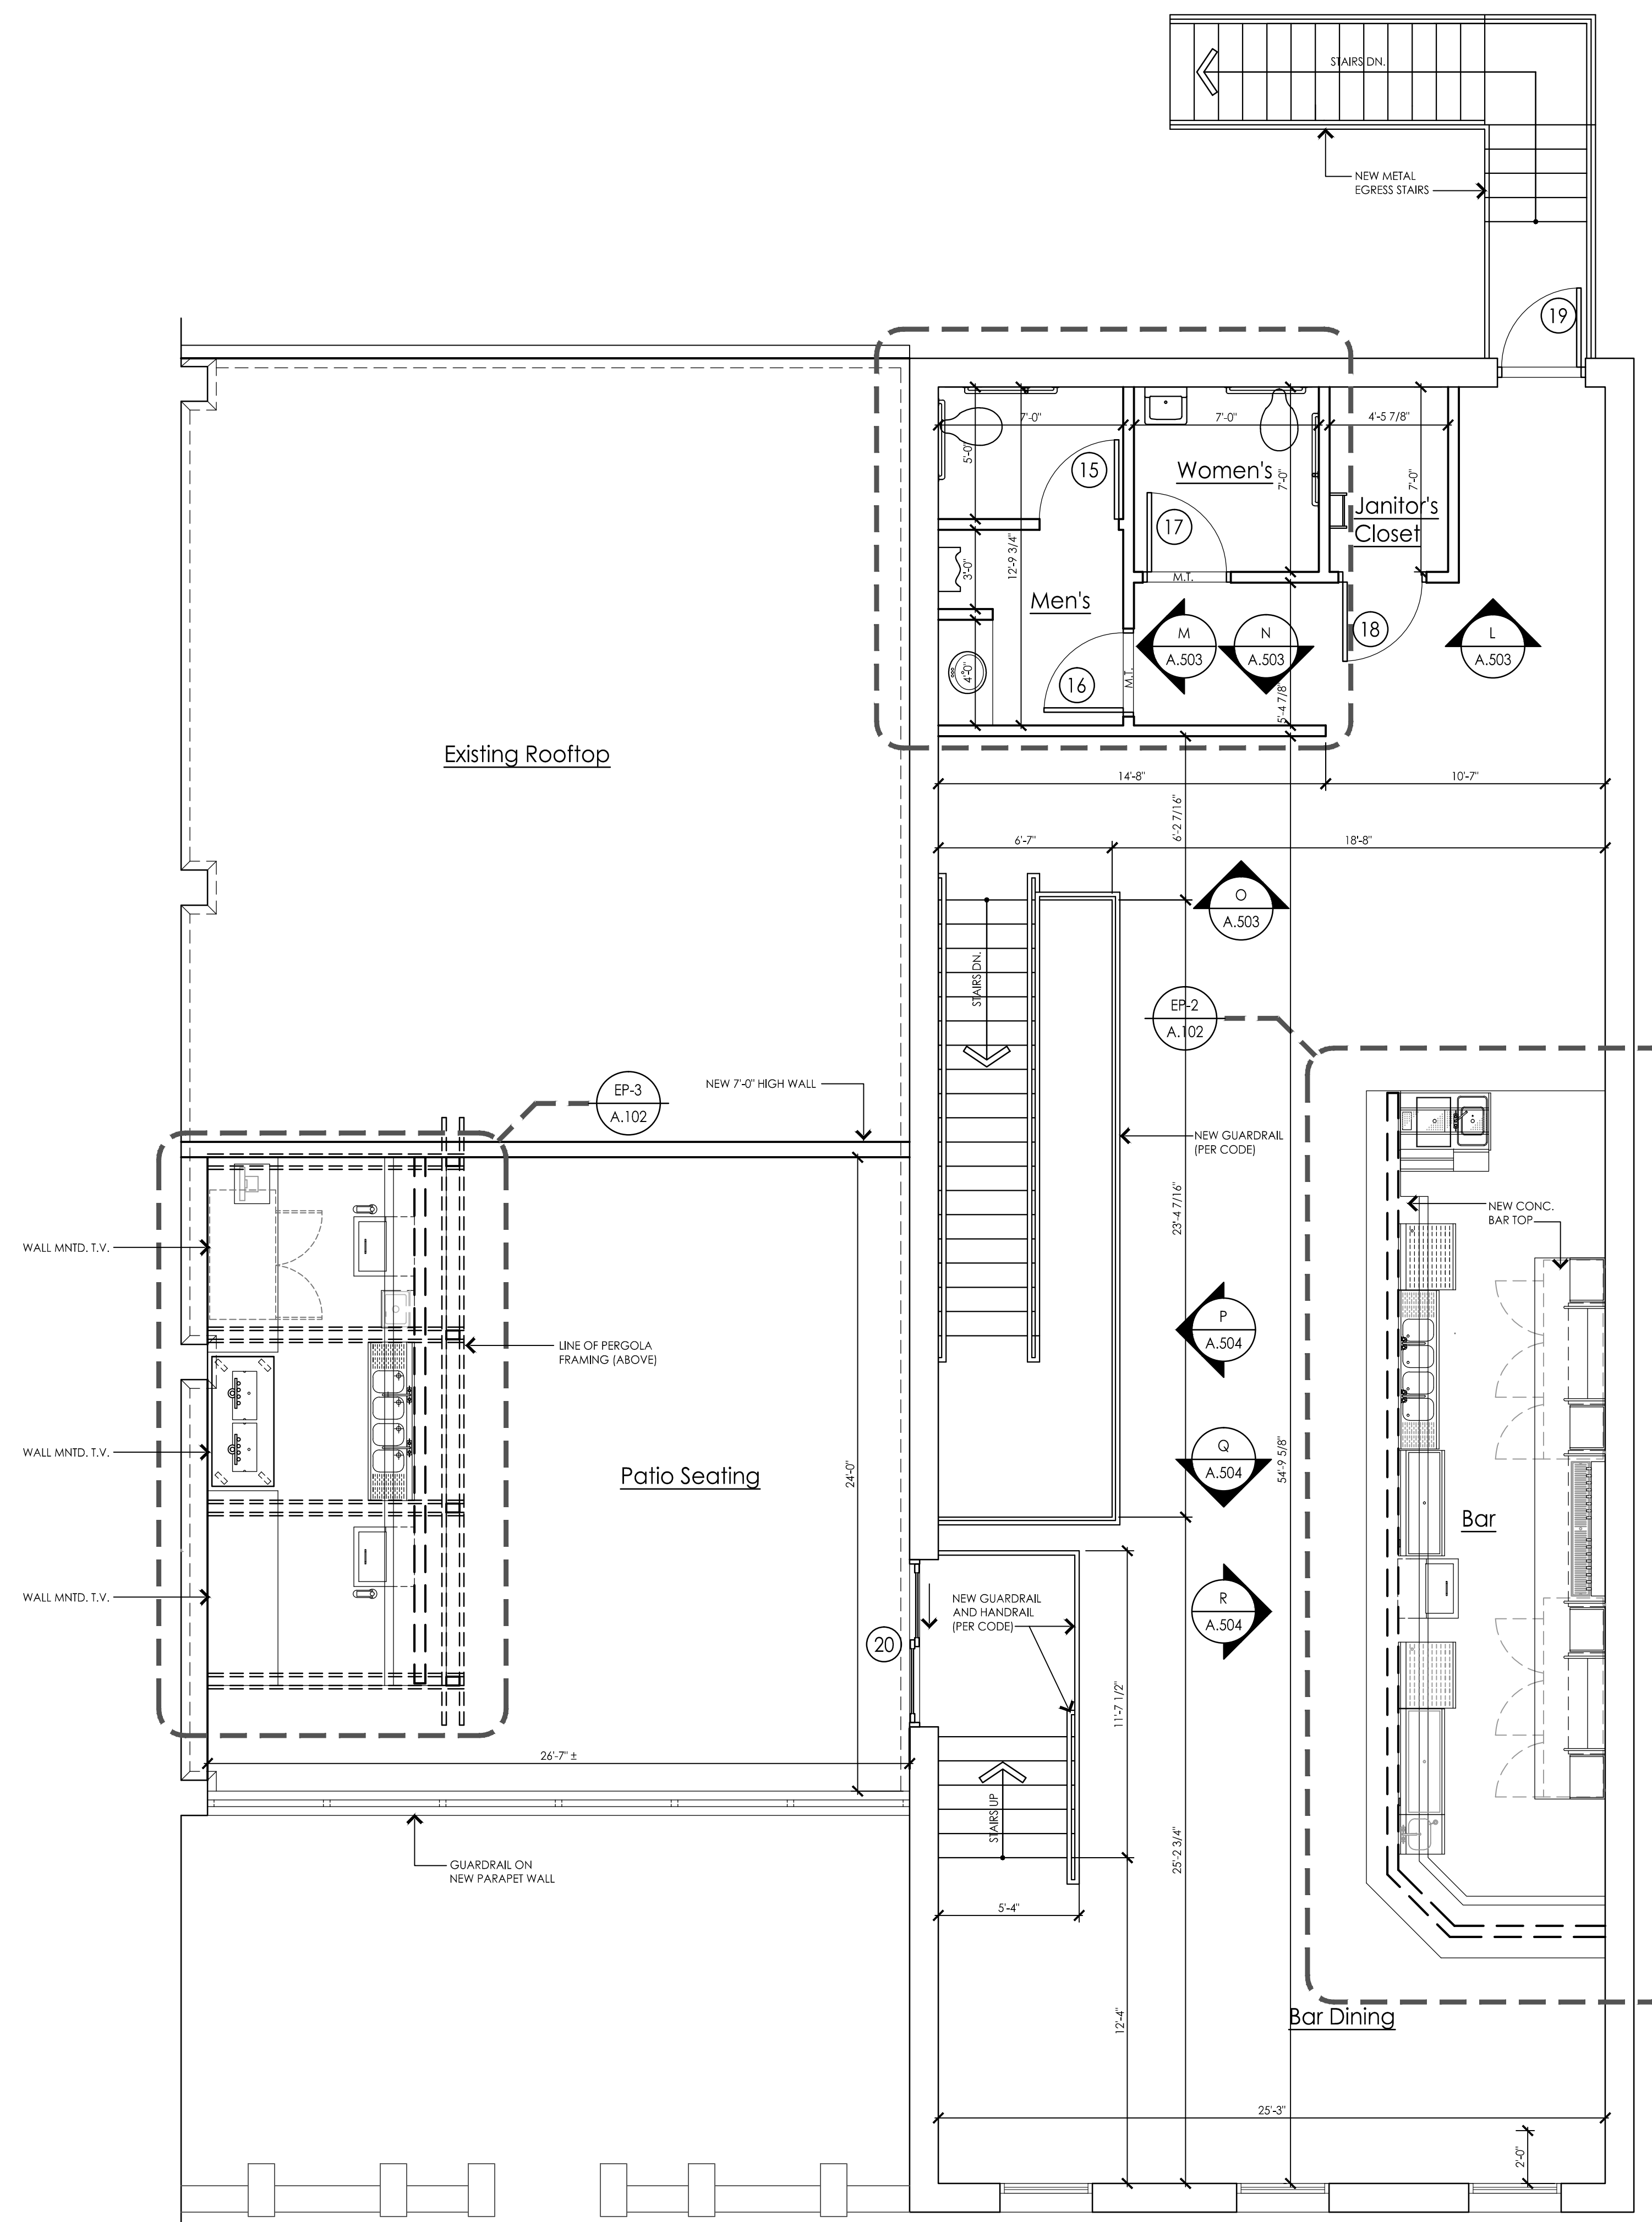 STAIRS DN.
NEW METAL
EGRESS STAIRS
19
7'-0"
7'-0"
4'-5 7/8"
5'-0"
15
Women's
7'-0"
7'-0"
Janitor's
Closet
17
12'-9 3/4"
3'-0"
M.T.
Men's
18
M
A.503
N
A.503
L
A.503
4'-0"
16
M.T.
5'-4 7/8"
Existing Rooftop
14'-8"
10'-7"
6'-2 7/16"
6'-7"
18'-8"
O
A.503
STAIRS DN.
EP-2
A.102
EP-3
A.102
NEW 7'-0" HIGH WALL
NEW GUARDRAIL
(PER CODE)
23'-4 7/16"
NEW CONC.
BAR TOP
WALL MNTD. T.V.
LINE OF PERGOLA
FRAMING (ABOVE)
P
A.504
WALL MNTD. T.V.
Patio Seating
24'-0"
Q
A.504
54'-9 5/8"
Bar
WALL MNTD. T.V.
NEW GUARDRAIL
AND HANDRAIL
(PER CODE)
R
A.504
20
11'-7 1/2"
26'-7" ±
STAIRS UP
25'-2 3/4"
GUARDRAIL ON
NEW PARAPET WALL
5'-4"
12'-4"
Bar Dining
25'-3"
2'-0"